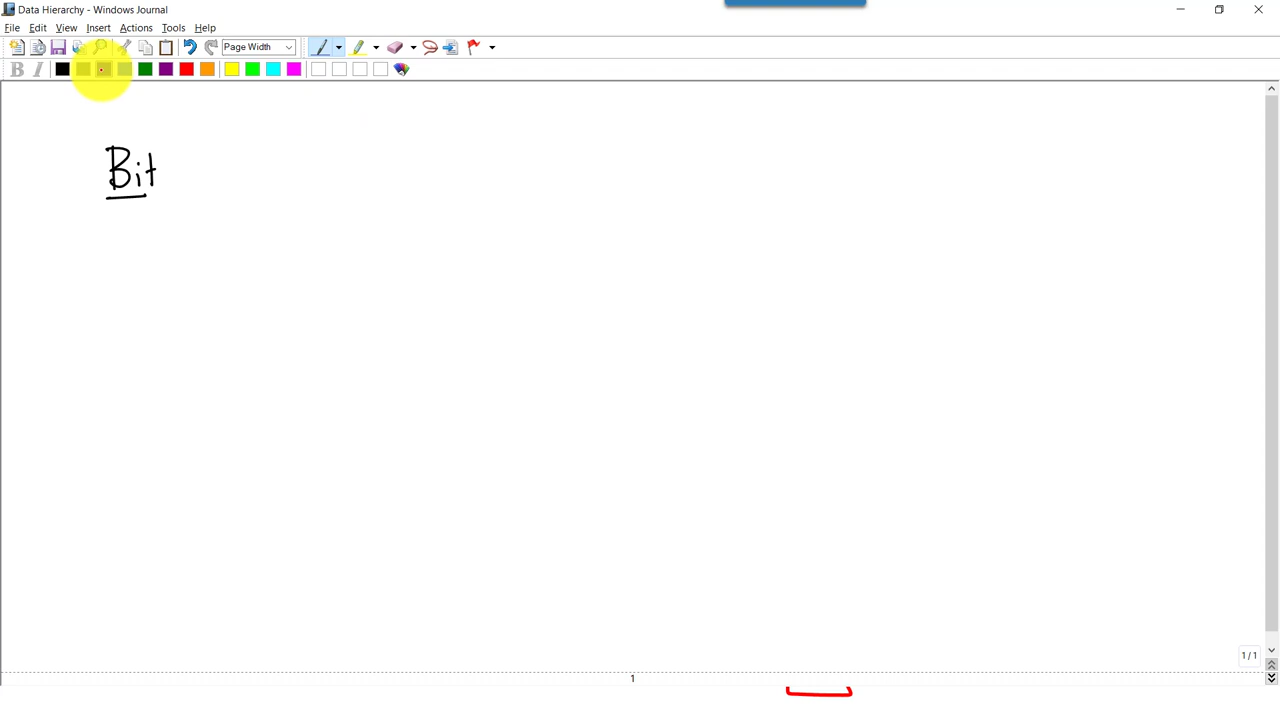 Data Hierarchy - Windows Journal
File Edit View Insert Actions Tools Help
Page Width
B I
Bit
1 / 1
1